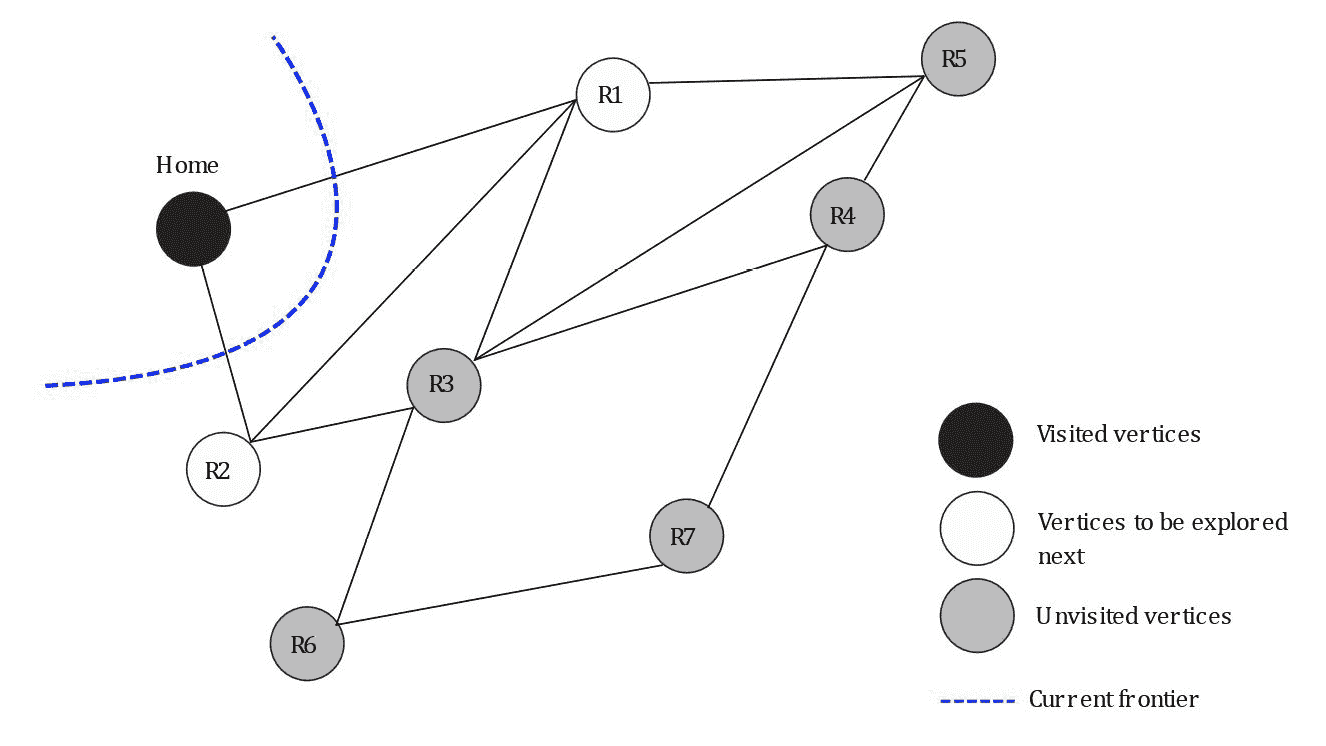 R5
R1
Home
R4
R3
R2
R7
R6
Visited vertices
Vertices to be explored
next
Unvisited vertices
Current frontier